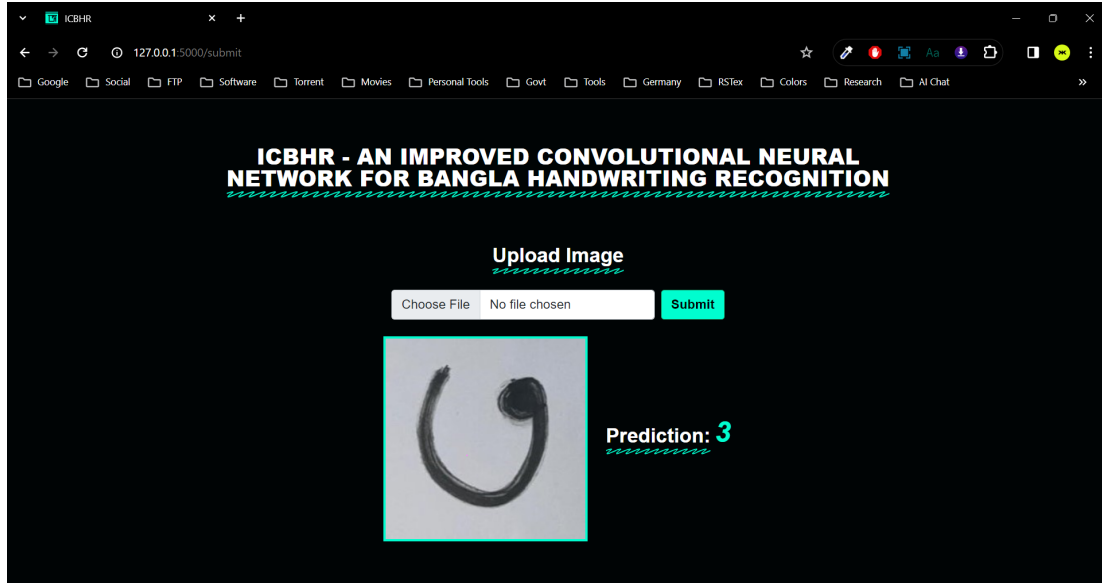 ICBHR
127.0.0.1:5000/submit
Aa
Google Social FTP Software Torrent Movies Personal Tools Govt Tools Germany RSTex Colors Research AI Chat
ICBHR - AN IMPROVED CONVOLUTIONAL NEURAL
NETWORK FOR BANGLA HANDWRITING RECOGNITION
Upload Image
Choose File No file chosen Submit
৩
Prediction: 3